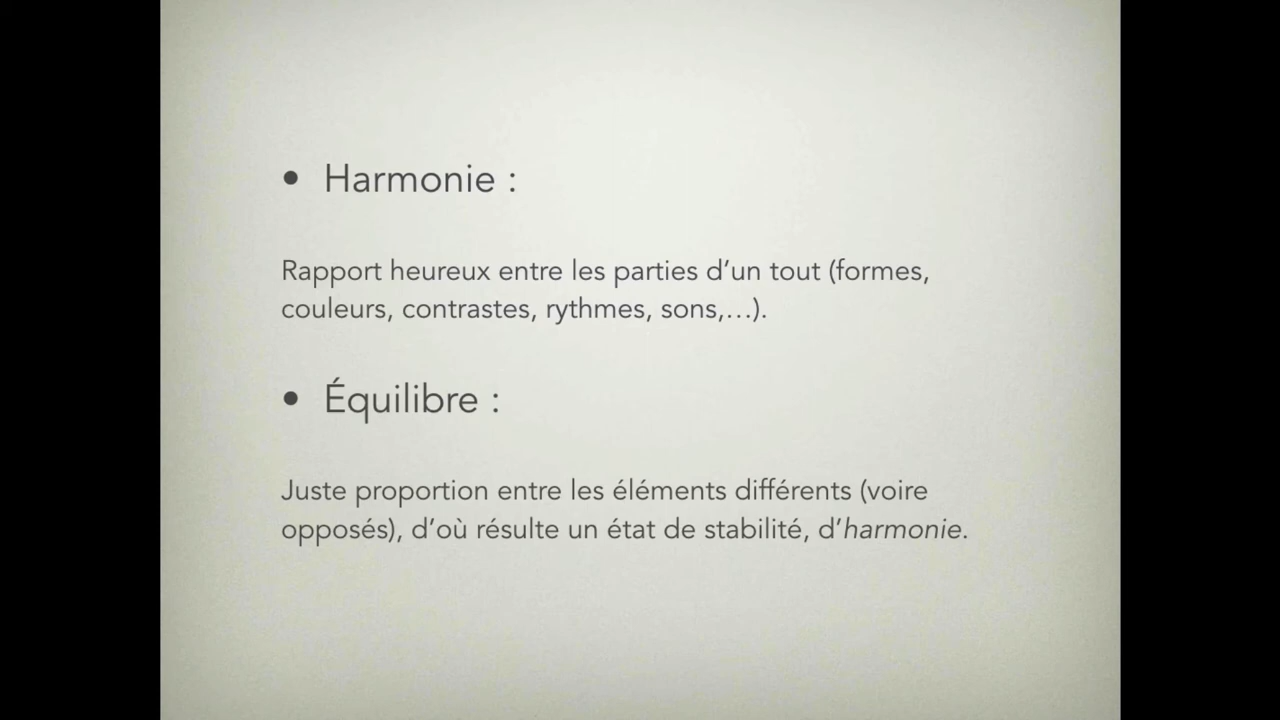 • Harmonie :
Rapport heureux entre les parties d’un tout (formes,
couleurs, contrastes, rythmes, sons,…).
• Équilibre :
Juste proportion entre les éléments différents (voire
opposés), d’où résulte un état de stabilité, d’harmonie.